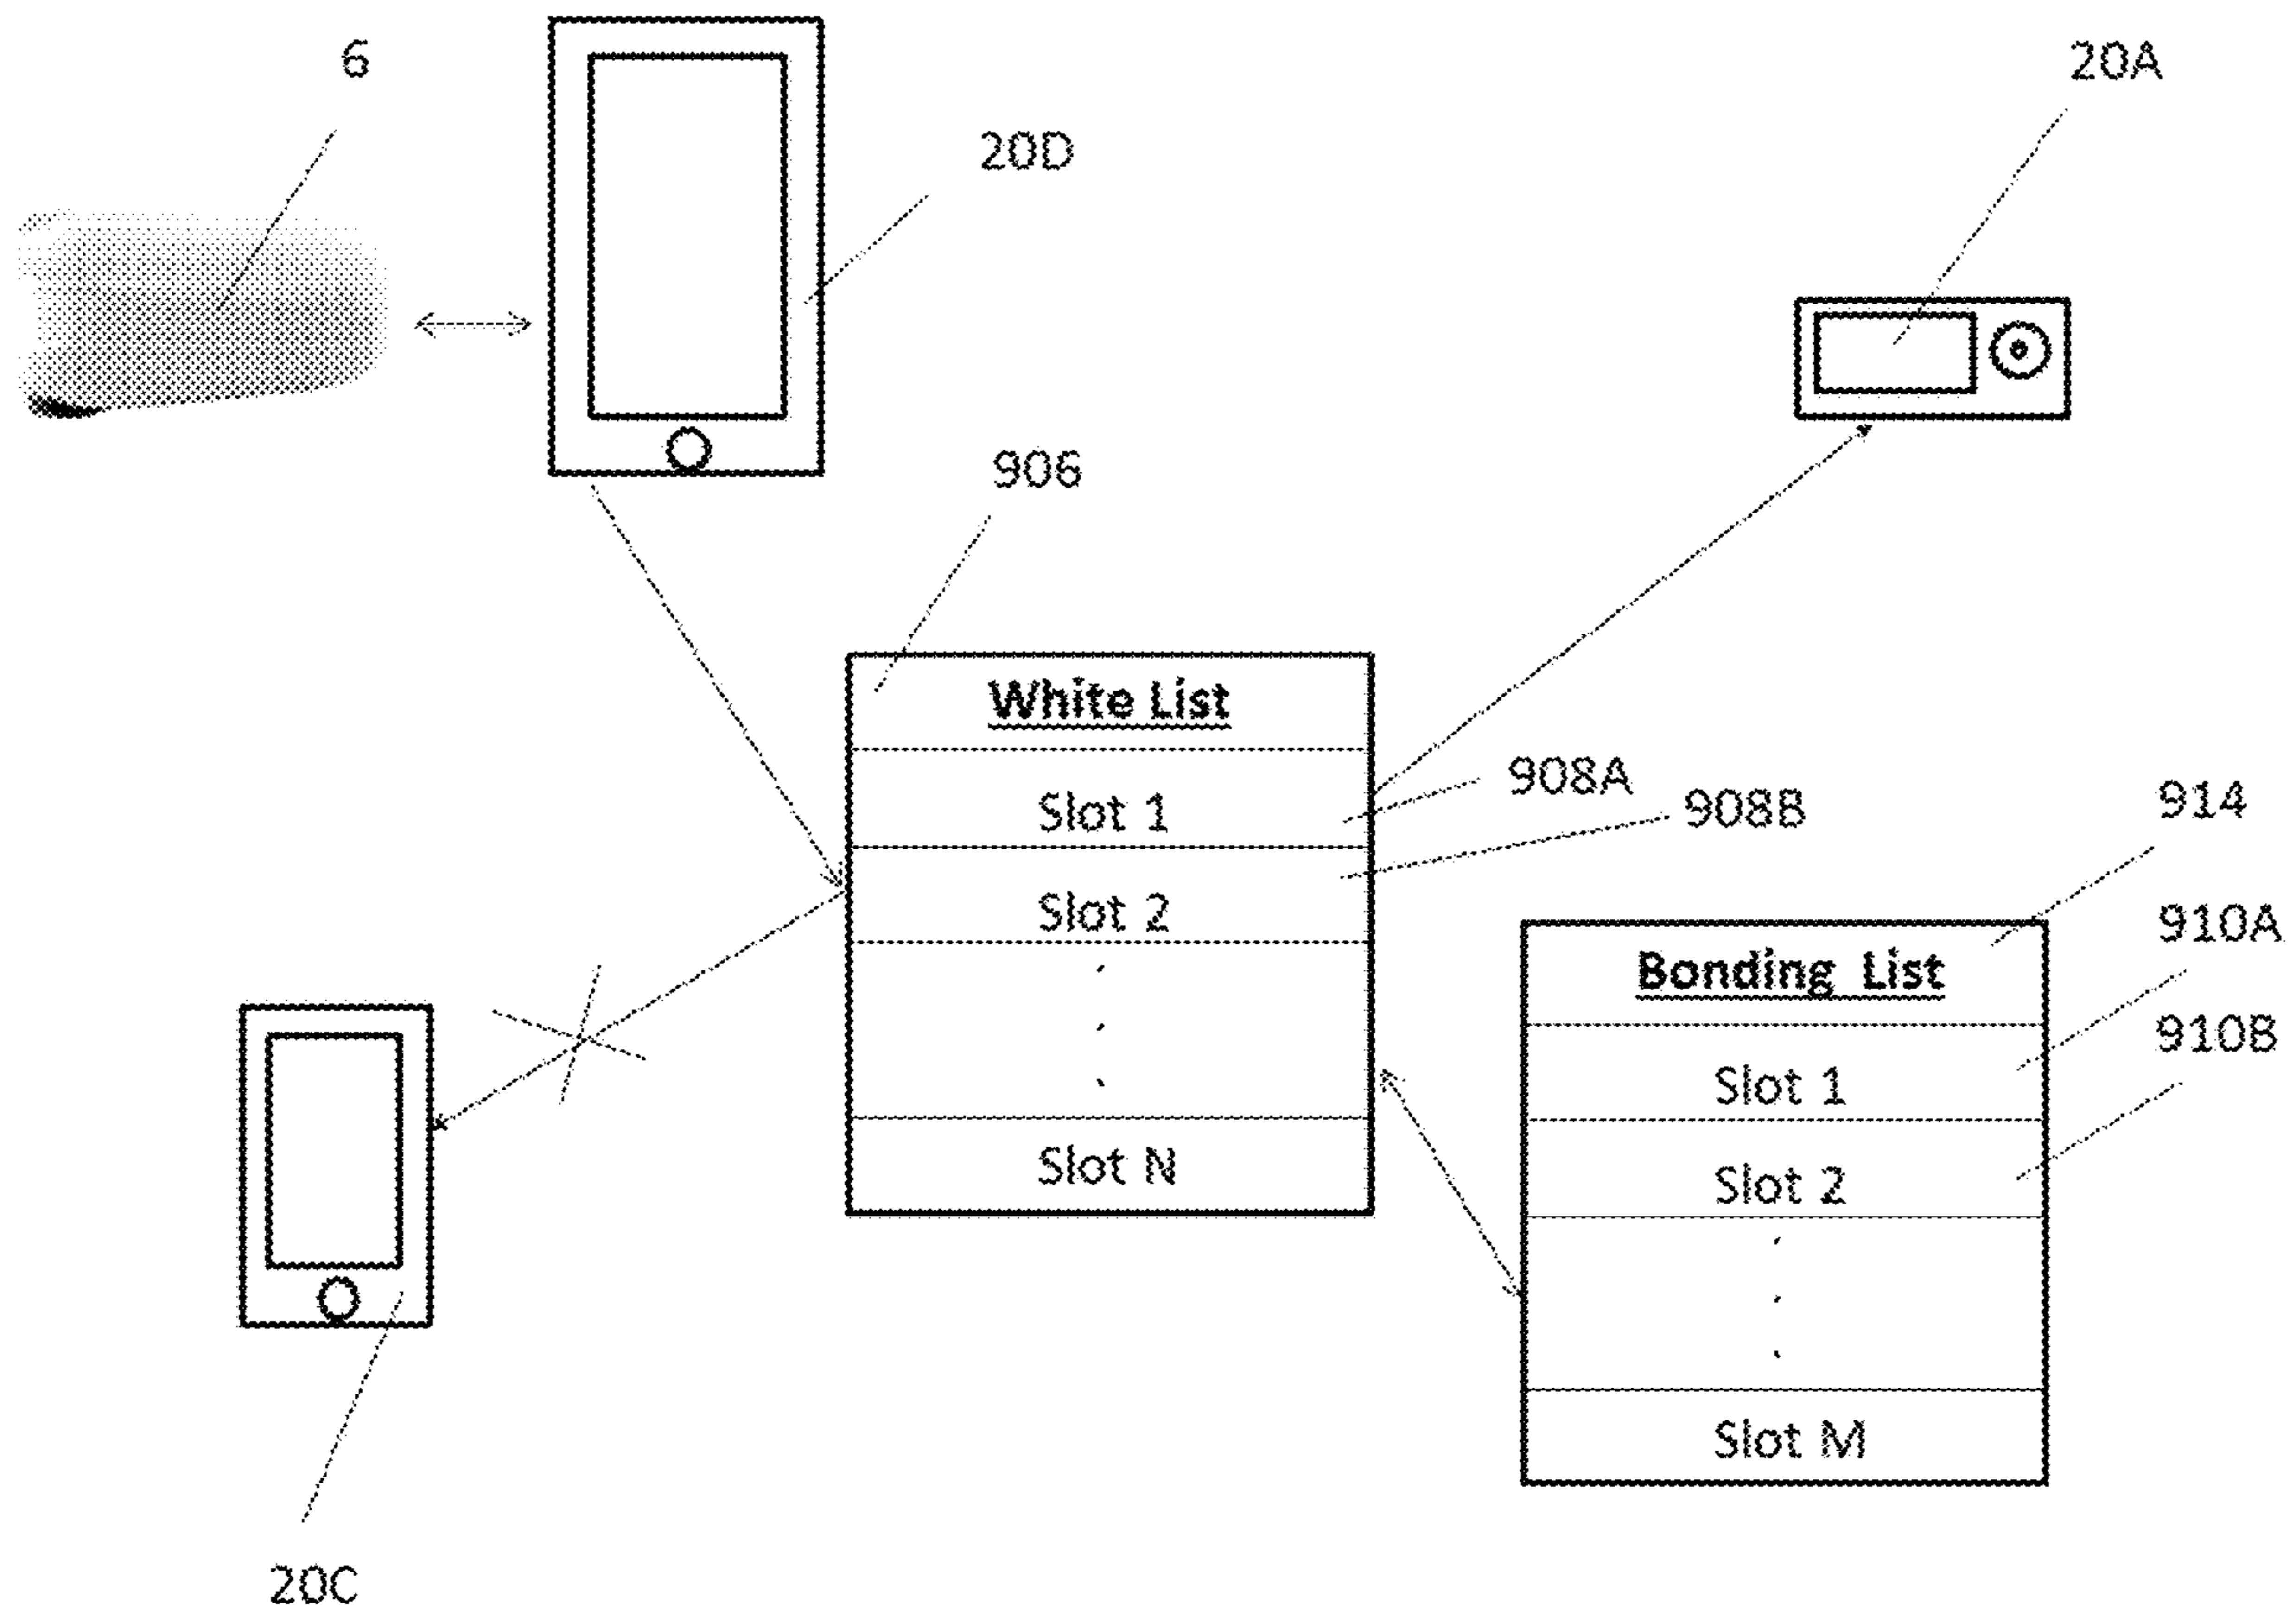 6
20A
20D
906
White List
Slot 1
908A
908B
914
Slot 2
910A
Bonding List
910B
Slot 1
Slot N
Slot 2
Slot M
20C